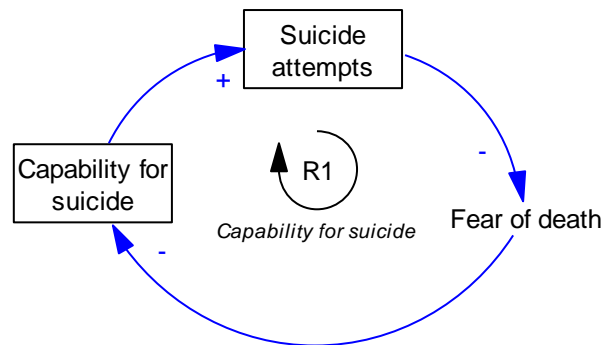 Suicide
attempts
+
-
Capability for
suicide
R1
Capability for suicide
Fear of death
-